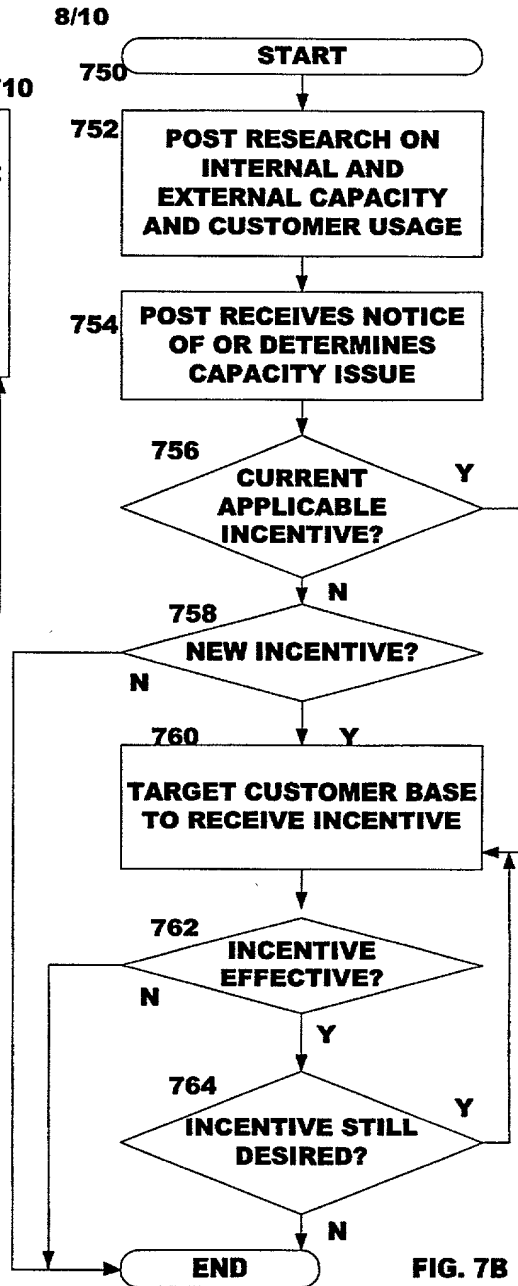 8/10
START
750
710
752
POST RESEARCH ON
INTERNAL AND
EXTERNAL CAPACITY
AND CUSTOMER USAGE
754
POST RECEIVES NOTICE
OF OR DETERMINES
CAPACITY ISSUE
756
Y
CURRENT
APPLICABLE
INCENTIVE?
N
758
NEW INCENTIVE?
N
760
Y
TARGET CUSTOMER BASE
TO RECEIVE INCENTIVE
762
INCENTIVE
EFFECTIVE?
N
Y
764
Y
INCENTIVE STILL
DESIRED?
N
END
FIG. 7B